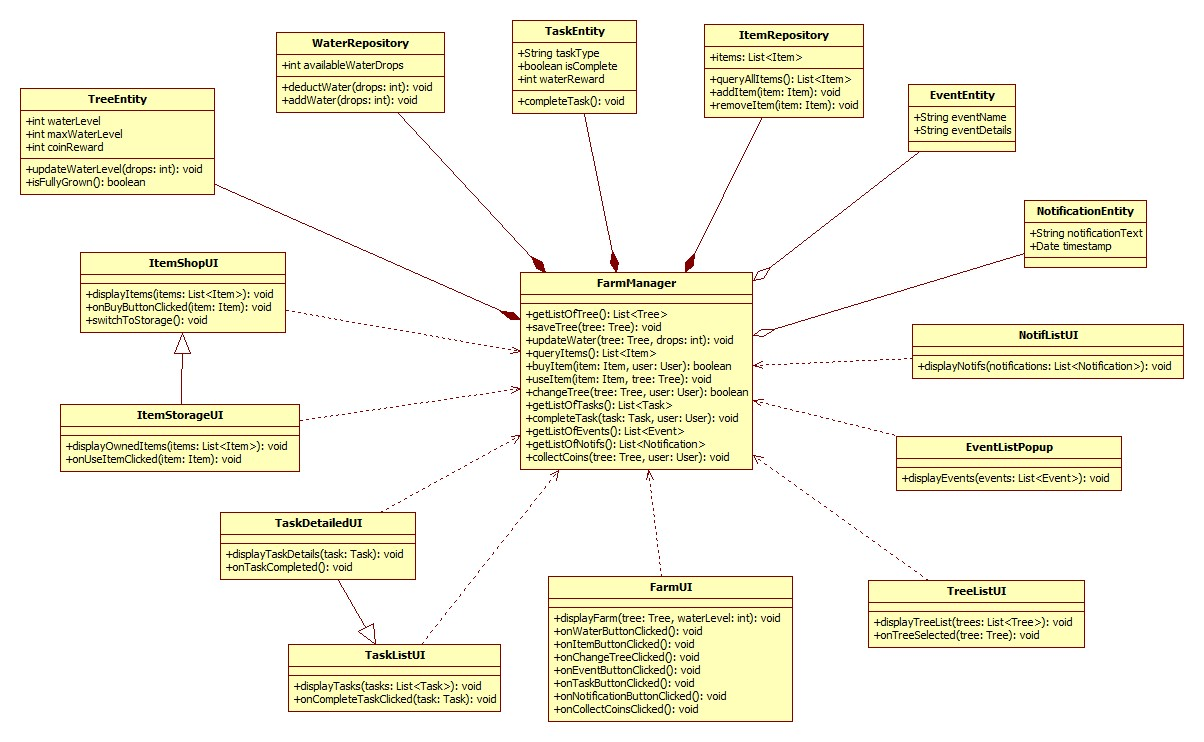 WaterRepository
+int availableWaterDrops
+deductWater(drops: int): void
+addWater(drops: int): void
TaskEntity
+String taskType
+boolean isComplete
+int waterReward
+completeTask(): void
ItemRepository
+items: List<Item>
+queryAllItems(): List<Item>
+addItem(item: Item): void
+removeItem(item: Item): void
TreeEntity
+int waterLevel
+int maxWaterLevel
+int coinReward
+updateWaterLevel(drops: int): void
+isFullyGrown(): boolean
EventEntity
+String eventName
+String eventDetails
NotificationEntity
+String notificationText
+Date timestamp
ItemShopUI
+displayItems(items: List<Item>): void
+onBuyButtonClicked(item: Item): void
+switchToStorage(): void
FarmManager
+getListOfTree(): List<Tree>
+saveTree(tree: Tree): void
+updateWater(tree: Tree, drops: int): void
+queryItems(): List<Item>
+buyItem(item: Item, user: User): boolean
+useItem(item: Item, tree: Tree): void
+changeTree(tree: Tree, user: User): boolean
+getListOfTasks(): List<Task>
+completeTask(task: Task, user: User): void
+getListOfEvents(): List<Event>
+getListOfNotifs(): List<Notification>
+collectCoins(tree: Tree, user: User): void
NotifListUI
+displayNotifs(notifications: List<Notification>): void
ItemStorageUI
+displayOwnedItems(items: List<Item>): void
+onUseItemClicked(item: Item): void
EventListPopup
+displayEvents(events: List<Event>): void
TaskDetailedUI
+displayTaskDetails(task: Task): void
+onTaskCompleted(): void
FarmUI
+displayFarm(tree: Tree, waterLevel: int): void
+onWaterButtonClicked(): void
+onItemButtonClicked(): void
+onChangeTreeClicked(): void
+onEventButtonClicked(): void
+onTaskButtonClicked(): void
+onNotificationButtonClicked(): void
+onCollectCoinsClicked(): void
TreeListUI
+displayTreeList(trees: List<Tree>): void
+onTreeSelected(tree: Tree): void
TaskListUI
+displayTasks(tasks: List<Task>): void
+onCompleteTaskClicked(task: Task): void